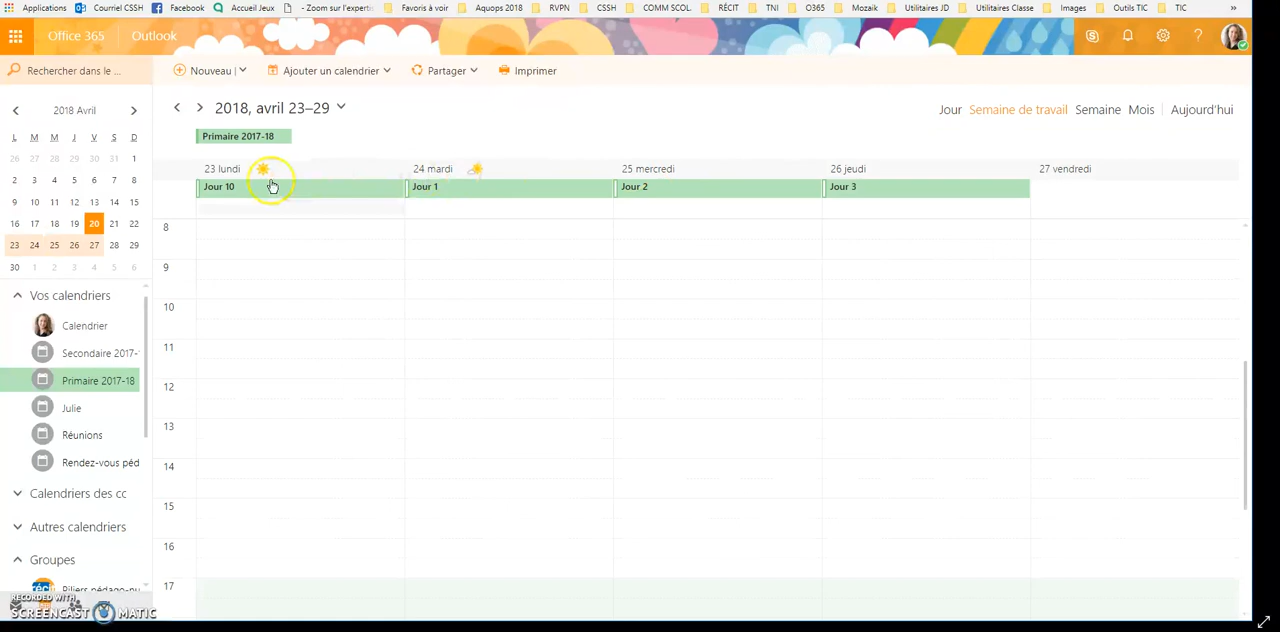 Applications Courriel CSSH Facebook Accueil Jeux - Zoom sur l'experti Favoris à voir Aquops 2018 RVPN CSSH COMM SCOL. RÉCIT TNI O365 Mozaik Utilitaires JD Utilitaires Classe Images Outils TIC TIC »
Office 365 Outlook ?
Rechercher dans le ... Nouveau | Ajouter un calendrier Partager Imprimer
2018 Avril
L M M J V S D
26 27 28 29 30 31 1
2 3 4 5 6 7 8
9 10 11 12 13 14 15
16 17 18 19 20 21 22
23 24 25 26 27 28 29
30 1 2 3 4 5 6
Vos calendriers
Calendrier
Secondaire 2017-
Primaire 2017-18
Julie
Réunions
Rendez-vous péd
Calendriers des cc
Autres calendriers
Groupes
2018, avril 23–29 Jour Semaine de travail Semaine Mois Aujourd'hui
Primaire 2017-18
23 lundi 24 mardi 25 mercredi 26 jeudi 27 vendredi
Jour 10 Jour 1 Jour 2 Jour 3
8
9
10
11
12
13
14
15
16
17
RECORDED WITH
SCREENCAST MATIC